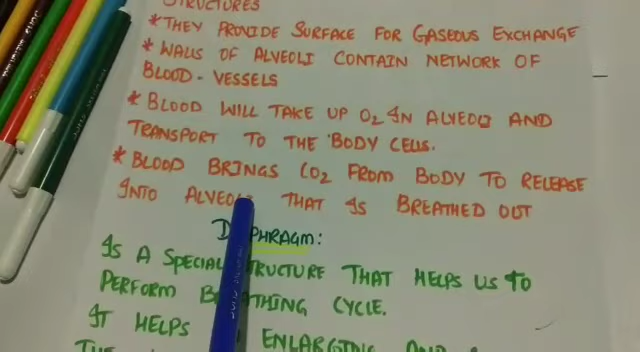 STRUCTURES
* THEY PROVIDE SURFACE FOR GASEOUS EXCHANGE
* WALLS OF ALVEOLI CONTAIN NETWORK OF
BLOOD - VESSELS
* BLOOD WILL TAKE UP O2 IN ALVEOLI AND
TRANSPORT TO THE BODY CELLS.
* BLOOD BRINGS CO2 FROM BODY TO RELEASE
INTO ALVEOLI THAT IS BREATHED OUT
DIAPHRAGM:
IS A SPECIAL STRUCTURE THAT HELPS US TO
PERFORM BREATHING CYCLE.
IT HELPS ENLARGING AND
THE